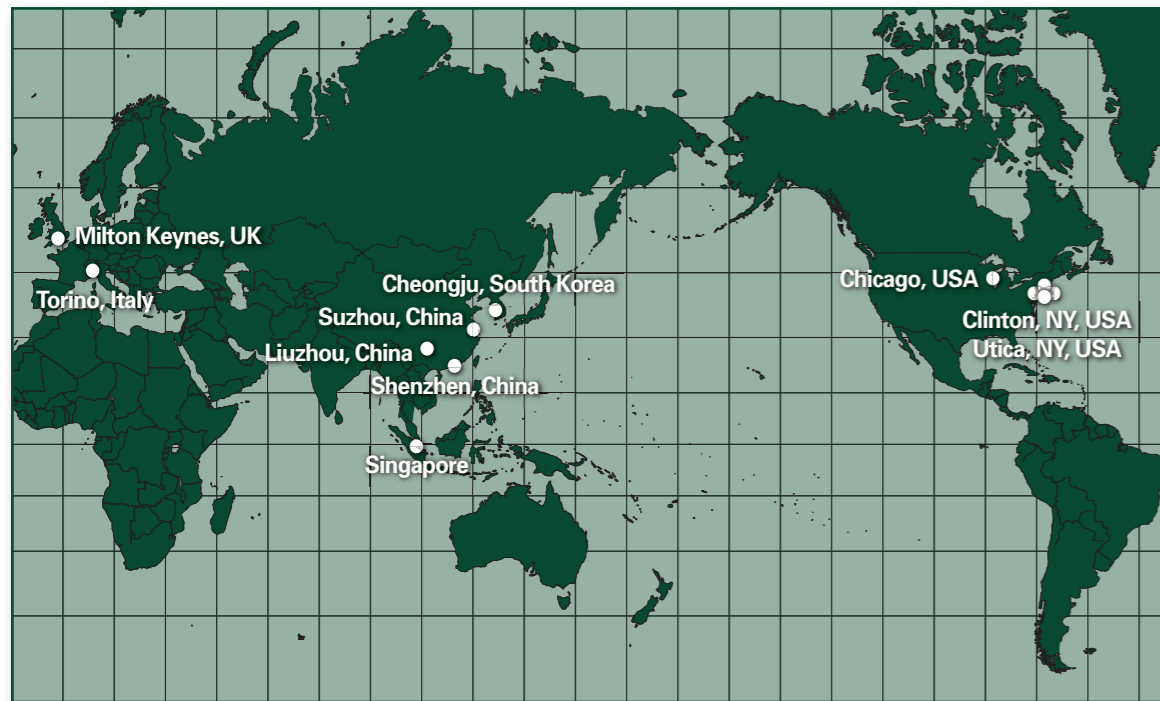 Milton Keynes, UK
Torino, Italy
Cheongju, South Korea
Suzhou, China
Liuzhou, China
Shenzhen, China
Singapore
Chicago, USA
Clinton, NY, USA
Utica, NY, USA